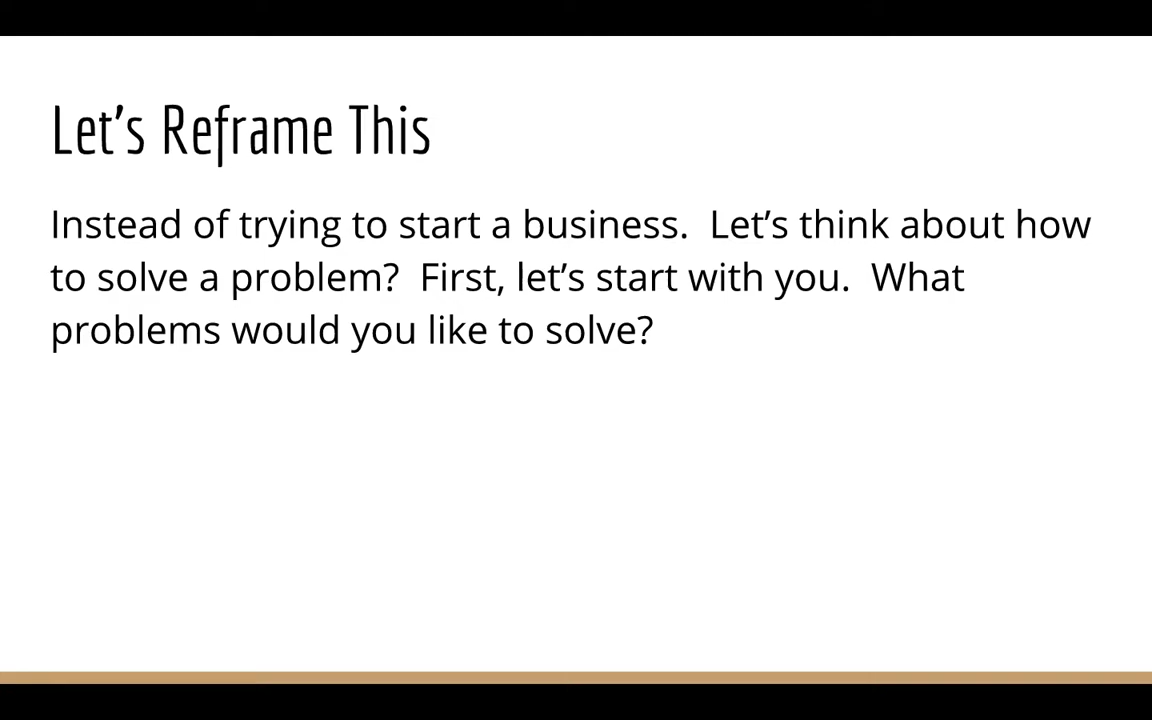 Let's Reframe This
Instead of trying to start a business.  Let's think about how
to solve a problem?  First, let's start with you.  What
problems would you like to solve?